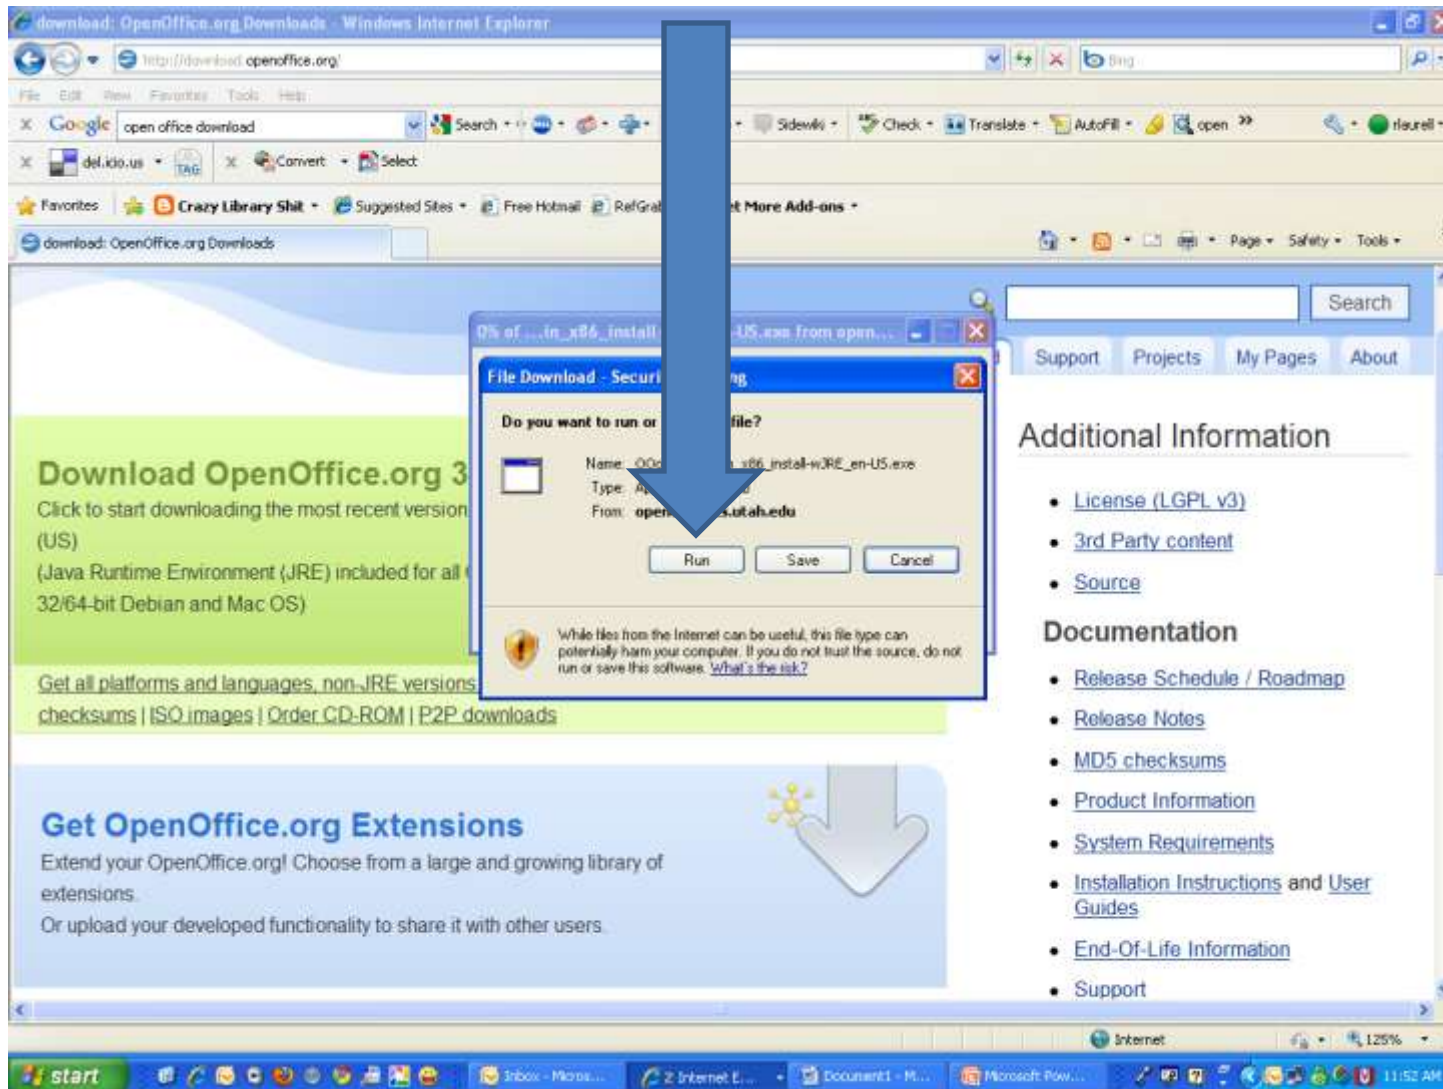 download: OpenOffice.org Downloads - Windows Internet Explorer
http://download.openoffice.org/
Bing
File Edit View Favorites Tools Help
x Google open office download Search Sidewiki Check Translate AutoFill open rlaurell
x del.icio.us TAG x Convert Select
Favorites Crazy Library Shit Suggested Sites Free Hotmail More Add-ons
download: OpenOffice.org Downloads
Page Safety Tools
Search
0% of ...in_x86_install -US.exe from open...
Support Projects My Pages About
File Download -
Do you want to run or file?
Name: x86_install-wJRE_en-US.exe
Type:
From: .utah.edu
Run Save Cancel
While files from the Internet can be useful, this file type can
potentially harm your computer. If you do not trust the source, do not
run or save this software. What's the risk?
Download OpenOffice.org 3
Click to start downloading the most recent version
(US)
(Java Runtime Environment (JRE) included for all
32/64-bit Debian and Mac OS)
Get all platforms and languages, non-JRE versions
checksums | ISO images | Order CD-ROM | P2P downloads
Get OpenOffice.org Extensions
Extend your OpenOffice.org! Choose from a large and growing library of
extensions.
Or upload your developed functionality to share it with other users.
Additional Information
License (LGPL v3)
3rd Party content
Source
Documentation
Release Schedule / Roadmap
Release Notes
MD5 checksums
Product Information
System Requirements
Installation Instructions and User
Guides
End-Of-Life Information
Support
Internet 125%
start Inbox - Micros... 2 Internet E... Document1 - M... Microsoft Pow... 11:52 AM